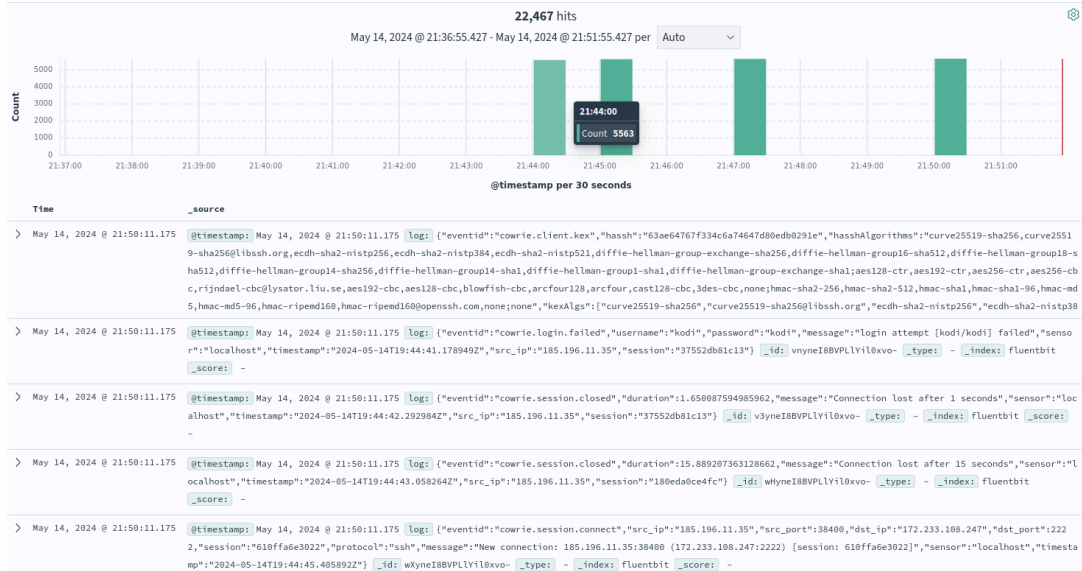 22,467 hits
May 14, 2024 @ 21:36:55.427 - May 14, 2024 @ 21:51:55.427 per Auto
Count
5000
4000
3000
2000
1000
0
21:44:00
Count 5563
21:37:00 21:38:00 21:39:00 21:40:00 21:41:00 21:42:00 21:43:00 21:44:00 21:45:00 21:46:00 21:47:00 21:48:00 21:49:00 21:50:00 21:51:00
@timestamp per 30 seconds
Time _source
May 14, 2024 @ 21:50:11.175 @timestamp: May 14, 2024 @ 21:50:11.175 log: {"eventid":"cowrie.client.kex","hassh":"63ae64767f334c6a74647d80edb0291e","hasshAlgorithms":"curve25519-sha256,curve2551
9-sha256@libssh.org,ecdh-sha2-nistp256,ecdh-sha2-nistp384,ecdh-sha2-nistp521,diffie-hellman-group-exchange-sha256,diffie-hellman-group16-sha512,diffie-hellman-group18-s
ha512,diffie-hellman-group14-sha256,diffie-hellman-group14-sha1,diffie-hellman-group1-sha1,diffie-hellman-group-exchange-sha1;aes128-ctr,aes192-ctr,aes256-ctr,aes256-cb
c,rijndael-cbc@lysator.liu.se,aes192-cbc,aes128-cbc,blowfish-cbc,arcfour128,arcfour,cast128-cbc,3des-cbc,none;hmac-sha2-256,hmac-sha2-512,hmac-sha1,hmac-sha1-96,hmac-md
5,hmac-md5-96,hmac-ripemd160,hmac-ripemd160@openssh.com,none;none","kexAlgs":["curve25519-sha256","curve25519-sha256@libssh.org","ecdh-sha2-nistp256","ecdh-sha2-nistp38
May 14, 2024 @ 21:50:11.175 @timestamp: May 14, 2024 @ 21:50:11.175 log: {"eventid":"cowrie.login.failed","username":"kodi","password":"kodi","message":"login attempt [kodi/kodi] failed","senso
r":"localhost","timestamp":"2024-05-14T19:44:41.178949Z","src_ip":"185.196.11.35","session":"37552db81c13"} _id: vnyneI8BVPLlYil0xvo- _type: - _index: fluentbit
_score: -
May 14, 2024 @ 21:50:11.175 @timestamp: May 14, 2024 @ 21:50:11.175 log: {"eventid":"cowrie.session.closed","duration":1.650087594985962,"message":"Connection lost after 1 seconds","sensor":"loc
alhost","timestamp":"2024-05-14T19:44:42.292984Z","src_ip":"185.196.11.35","session":"37552db81c13"} _id: v3yneI8BVPLlYil0xvo- _type: - _index: fluentbit _score:
-
May 14, 2024 @ 21:50:11.175 @timestamp: May 14, 2024 @ 21:50:11.175 log: {"eventid":"cowrie.session.closed","duration":15.889207363128662,"message":"Connection lost after 15 seconds","sensor":"l
ocalhost","timestamp":"2024-05-14T19:44:43.058264Z","src_ip":"185.196.11.35","session":"180eda0ce4fc"} _id: wHyneI8BVPLlYil0xvo- _type: - _index: fluentbit
_score: -
May 14, 2024 @ 21:50:11.175 @timestamp: May 14, 2024 @ 21:50:11.175 log: {"eventid":"cowrie.session.connect","src_ip":"185.196.11.35","src_port":38400,"dst_ip":"172.233.108.247","dst_port":222
2,"session":"610ffa6e3022","protocol":"ssh","message":"New connection: 185.196.11.35:38400 (172.233.108.247:2222) [session: 610ffa6e3022]","sensor":"localhost","timesta
mp":"2024-05-14T19:44:45.405892Z"} _id: wXyneI8BVPLlYil0xvo- _type: - _index: fluentbit _score: -